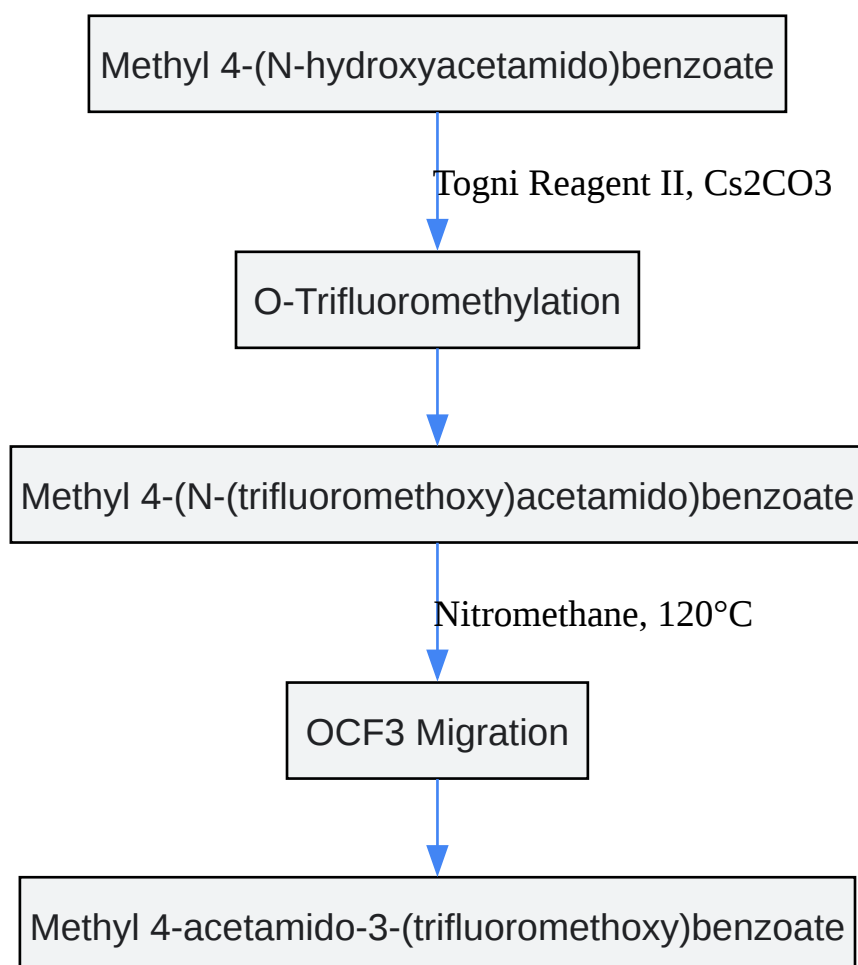 Methyl 4-(N-hydroxyacetamido)benzoate
Togni Reagent II, Cs2CO3
O-Trifluoromethylation
Methyl 4-(N-(trifluoromethoxy)acetamido)benzoate
Nitromethane, 120°C
OCF3 Migration
Methyl 4-acetamido-3-(trifluoromethoxy)benzoate